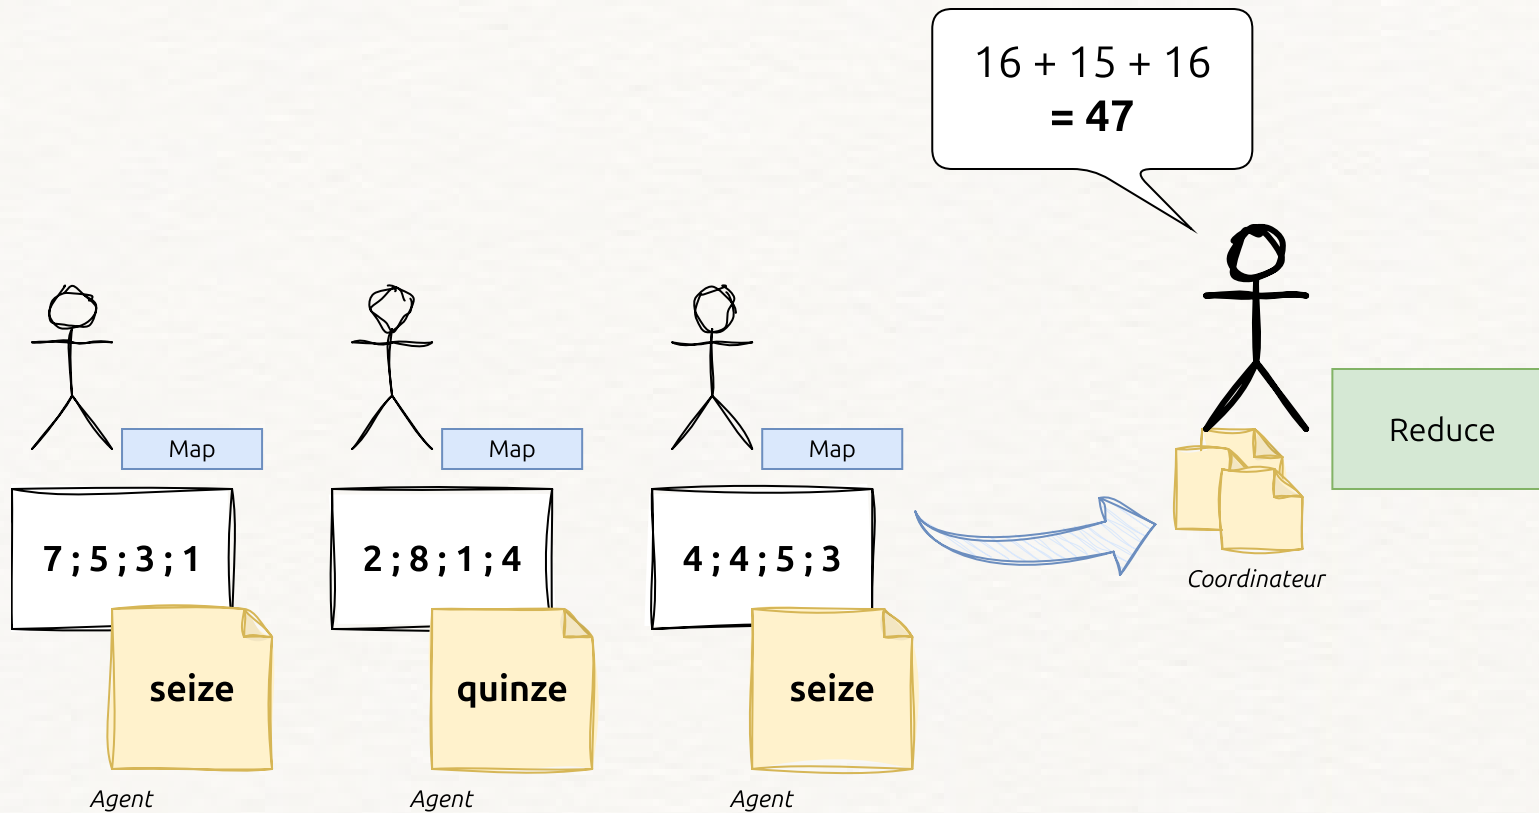 16 + 15 + 16
= 47
Map
Map
Map
Reduce
7 ; 5 ; 3 ; 1
2 ; 8 ; 1 ; 4
4 ; 4 ; 5 ; 3
Coordinateur
seize
quinze
seize
Agent
Agent
Agent